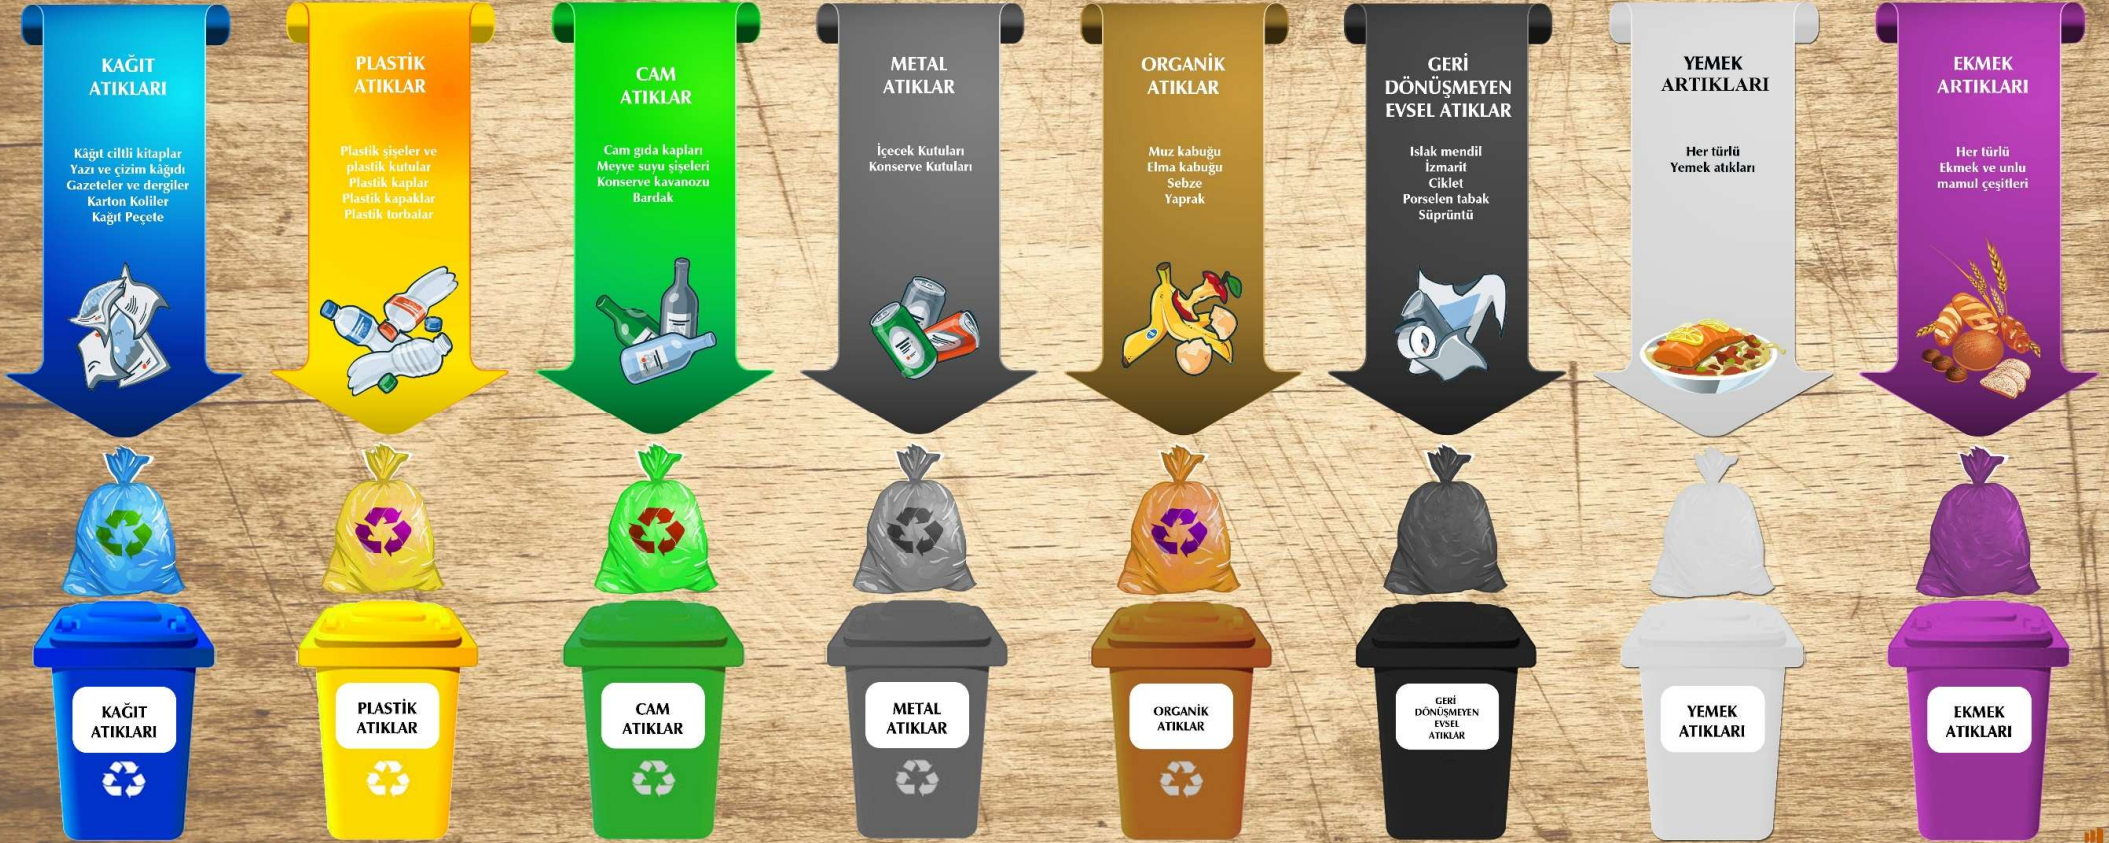 KAĞIT
ATIKLARI
Kâğıt ciltli kitaplar
Yazı ve çizim kâğıdı
Gazeteler ve dergiler
Karton Koliler
Kağıt Peçete
PLASTİK
ATIKLAR
Plastik şişeler ve
plastik kutular
Plastik kaplar
Plastik kapaklar
Plastik torbalar
CAM
ATIKLAR
Cam gıda kapları
Meyve suyu şişeleri
Konserve kavanozu
Bardak
METAL
ATIKLAR
İçecek Kutuları
Konserve Kutuları
ORGANİK
ATIKLAR
Muz kabuğu
Elma kabuğu
Sebze
Yaprak
GERİ
DÖNÜŞMEYEN
EVSEL ATIKLAR
Islak mendil
İzmarit
Ciklet
Porselen tabak
Süprüntü
YEMEK
ARTIKLARI
Her türlü
Yemek atıkları
EKMEK
ARTIKLARI
Her türlü
Ekmek ve unlu
mamul çeşitleri
KAĞIT
ATIKLARI
PLASTİK
ATIKLAR
CAM
ATIKLAR
METAL
ATIKLAR
ORGANİK
ATIKLAR
GERİ
DÖNÜŞMEYEN
EVSEL
ATIKLAR
YEMEK
ATIKLARI
EKMEK
ATIKLARI